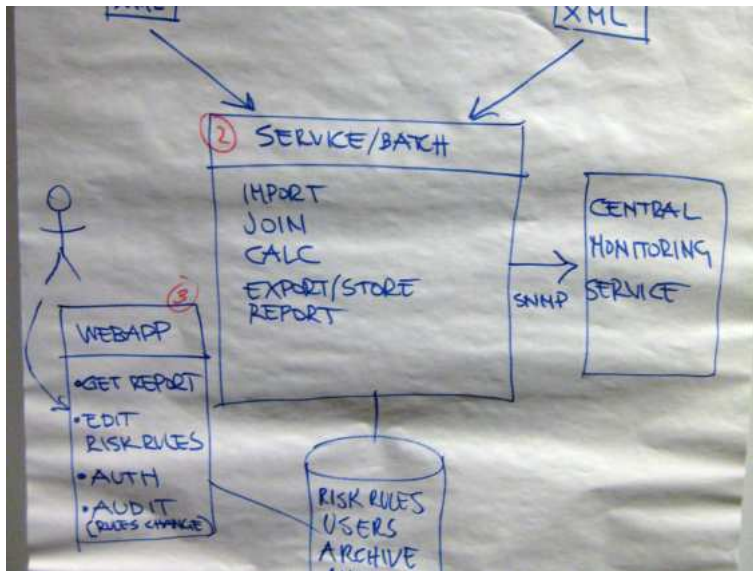 XML
XML
2
SERVICE/BATCH
IMPORT
JOIN
CALC
EXPORT/STORE
REPORT
SNMP
CENTRAL
MONITORING
SERVICE
3
WEBAPP
•GET REPORT
•EDIT
RISK RULES
•AUTH
•AUDIT
(RULES CHANGE)
RISK RULES
USERS
ARCHIVE